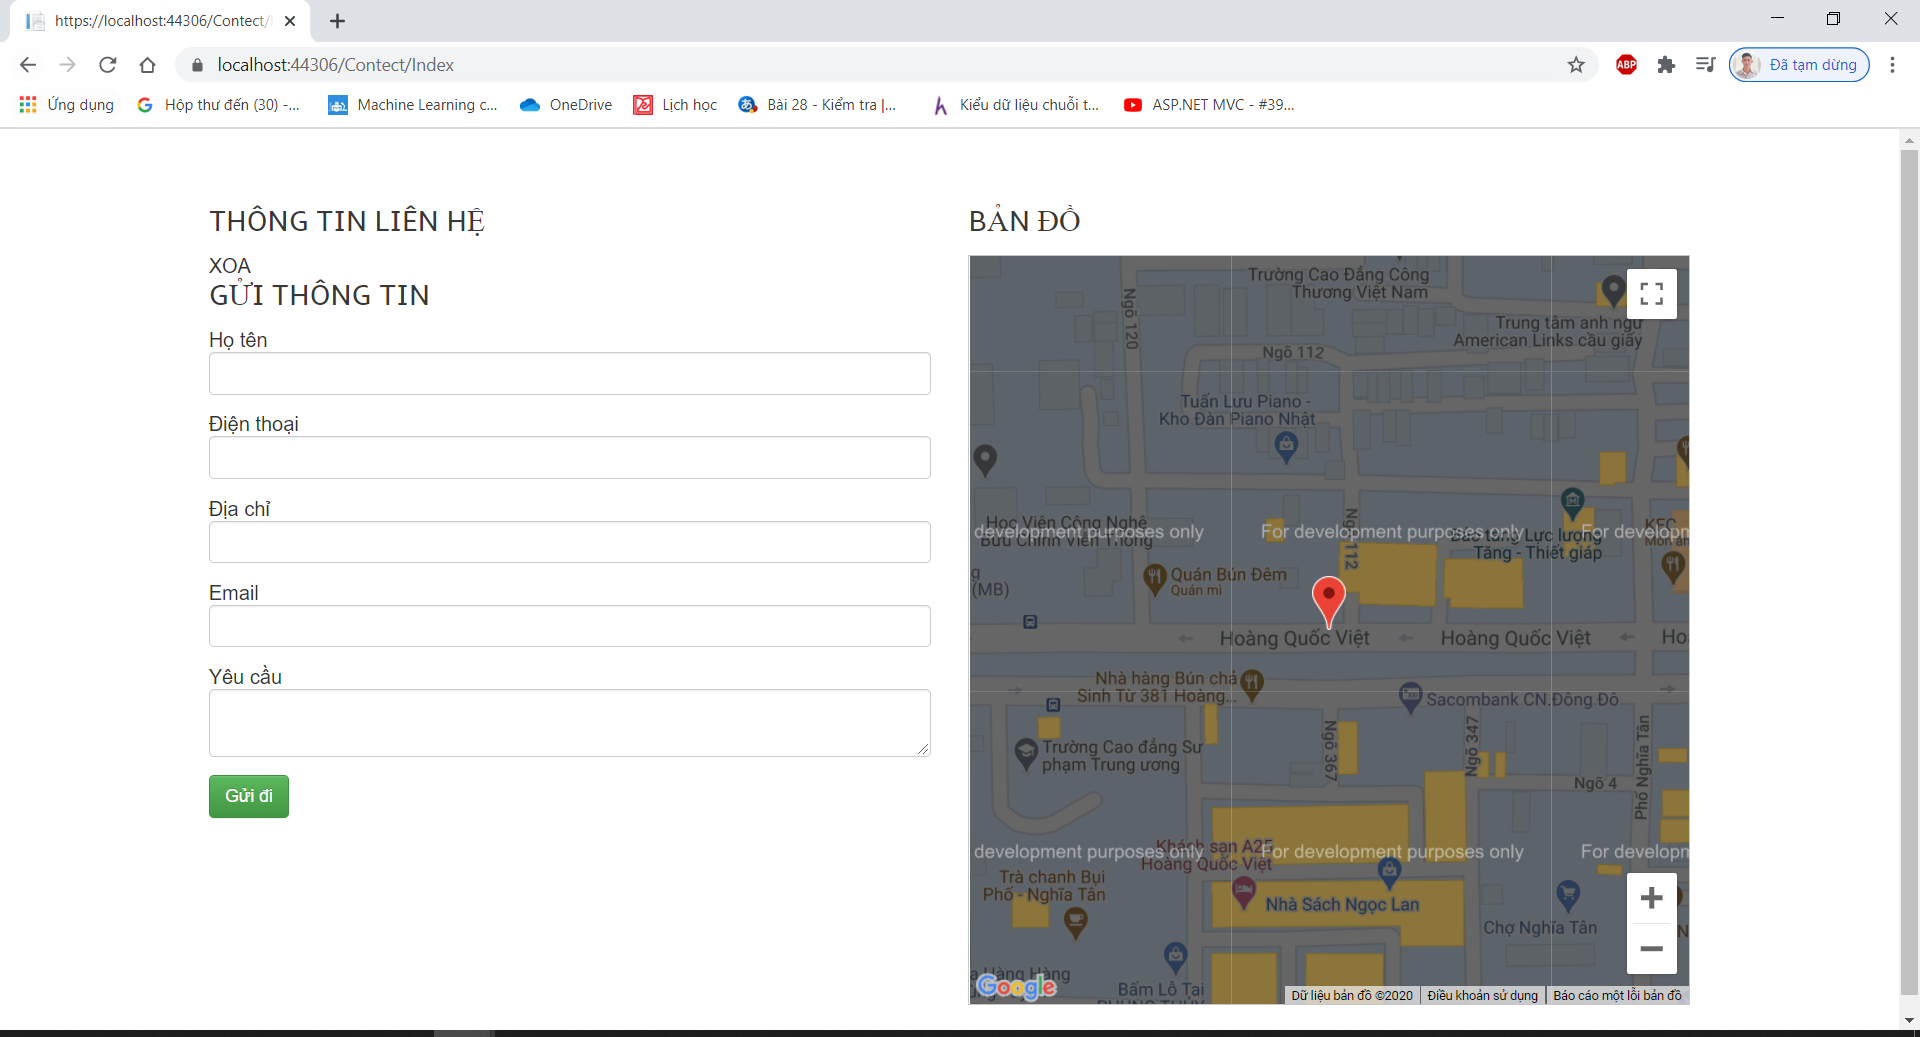 https://localhost:44306/Contect/
localhost:44306/Contect/Index
ABP
Đã tạm dừng
Ứng dụng
Hộp thư đến (30) -...
Machine Learning c...
OneDrive
Lịch học
Bài 28 - Kiểm tra |...
Kiểu dữ liệu chuỗi t...
ASP.NET MVC - #39...
THÔNG TIN LIÊN HỆ
XOA
GỬI THÔNG TIN
Họ tên
Điện thoại
Địa chỉ
Email
Yêu cầu
Gửi đi
BẢN ĐỒ
Trường Cao Đẳng Công
Thương Việt Nam
Ngõ 120
Trung tâm anh ngữ
American Links cầu giấy
Ngõ 112
Tuấn Lưu Piano -
Kho Đàn Piano Nhật
Học Viện Công Nghệ
Bưu Chính Viễn Thông
development purposes only
For development purposes only
For developm
Ngõ 112
Bảo tàng Lực lượng
Tăng - Thiết giáp
KFC
Món ăn
g
(MB)
Quán Bún Đêm
Quán mì
Hoàng Quốc Việt
Hoàng Quốc Việt
Ho
Nhà hàng Bún chả
Sinh Từ 381 Hoàng...
Sacombank CN.Đông Đô
Trường Cao đẳng Sư
phạm Trung ương
Ngõ 367
Ngõ 347
Phố Nghĩa Tân
Ngõ 4
Khách sạn A25
Hoàng Quốc Việt
development purposes only
For development purposes only
For developm
Trà chanh Bụi
Phố - Nghĩa Tân
Nhà Sách Ngọc Lan
Chợ Nghĩa Tân
N
a Hàng Hàng
Bấm Lỗ Tai
Google
Dữ liệu bản đồ ©2020
Điều khoản sử dụng
Báo cáo một lỗi bản đồ